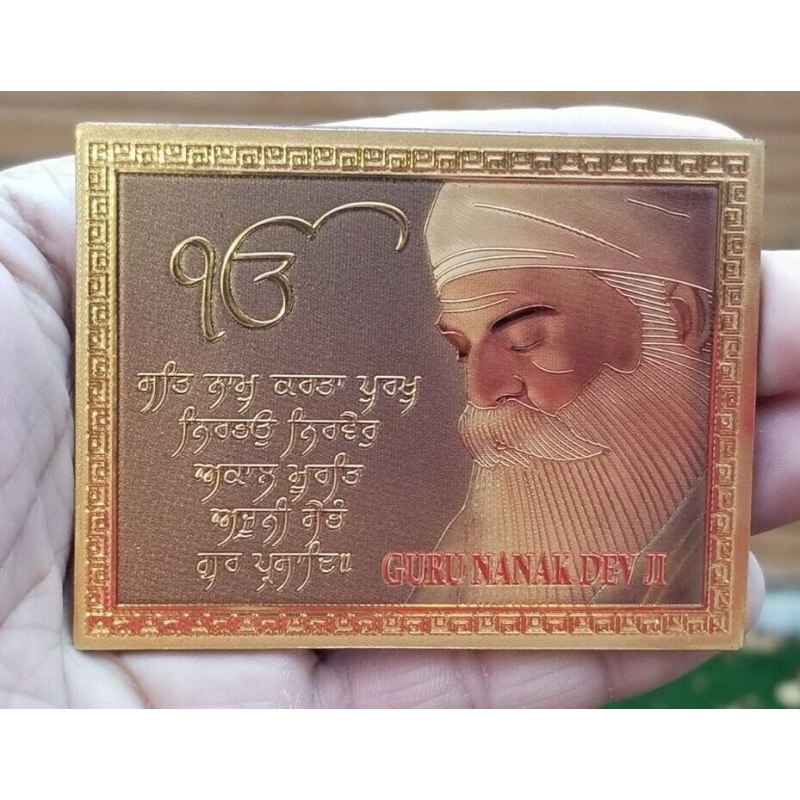 ੴ
ਸਤਿ ਨਾਮੁ ਕਰਤਾ ਪੁਰਖੁ
ਨਿਰਭਉ ਨਿਰਵੈਰੁ
ਅਕਾਲ ਮੂਰਤਿ
ਅਜੂਨੀ ਸੈਭੰ
ਗੁਰ ਪ੍ਰਸਾਦਿ॥
GURU NANAK DEV JI